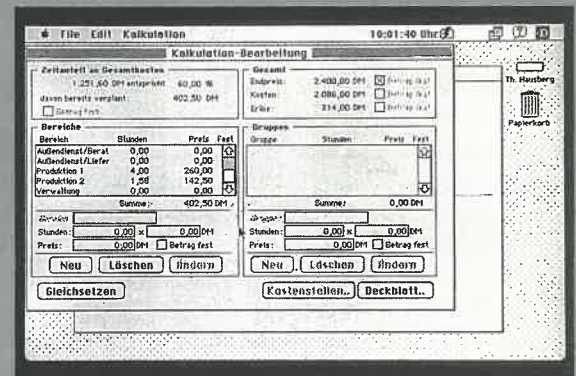 File Edit Kalkulation 10:01:40 Uhr
Kalkulation-Bearbeitung
Zeitanteil an Gesamtkosten
1.251,60 DM entspricht 60,00 %
davon bereits verplant: 402,50 DM
Betrag fest
Gesamt
Endpreis: 2.400,00 DM Betrag fest
Kosten: 2.086,00 DM Betrag fest
Erlös: 314,00 DM Betrag fest
Th. Hausberg
Papierkorb
Bereiche
Bereich Stunden Preis Fest
Außendienst/Berat 0,00 0,00
Außendienst/Liefer 0,00 0,00
Produktion 1 4,00 260,00
Produktion 2 1,58 142,50
Verwaltung 0,00 0,00
Summe: 402,50 DM
Bereich:
Stunden: 0,00 x 0,00 DM
Preis: 0,00 DM Betrag fest
Neu Löschen Ändern
Gruppen
Gruppe Stunden Preis Fest
Summe: 0,00 DM
Gruppe:
Stunden: 0,00 x 0,00 DM
Preis: 0,00 DM Betrag fest
Neu Löschen Ändern
Gleichsetzen Kostenstellen.. Deckblatt..